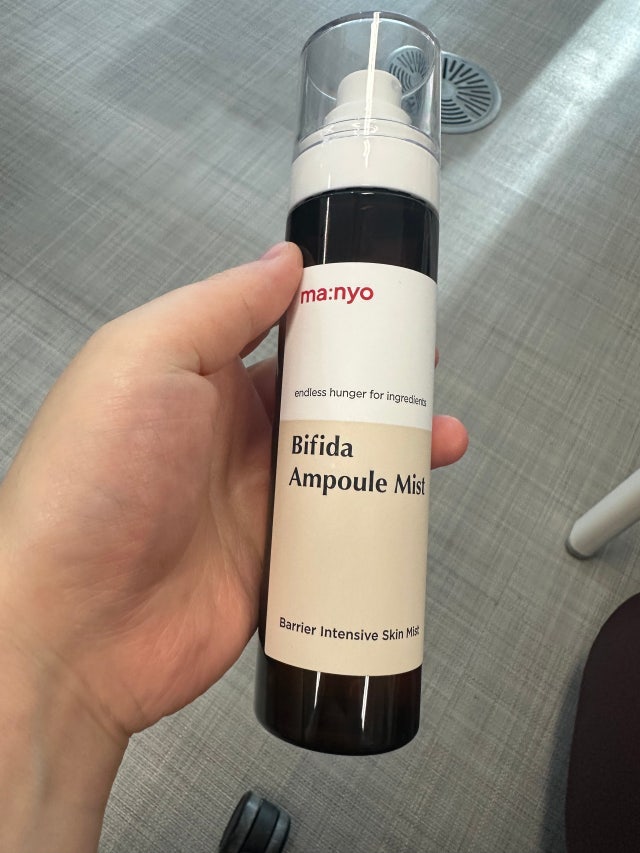 ma:nyo
endless hunger for ingredients
Bifida
Ampoule Mist
Barrier Intensive Skin Mist